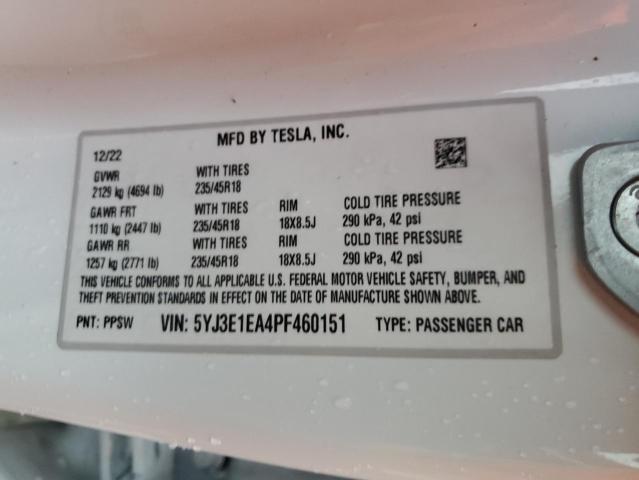 MFD BY TESLA, INC.
12/22
GVWR WITH TIRES
2129 kg (4694 lb) 235/45R18
GAWR FRT WITH TIRES RIM COLD TIRE PRESSURE
1110 kg (2447 lb) 235/45R18 18X8.5J 290 kPa, 42 psi
GAWR RR WITH TIRES RIM COLD TIRE PRESSURE
1257 kg (2771 lb) 235/45R18 18X8.5J 290 kPa, 42 psi
THIS VEHICLE CONFORMS TO ALL APPLICABLE U.S. FEDERAL MOTOR VEHICLE SAFETY, BUMPER, AND
THEFT PREVENTION STANDARDS IN EFFECT ON THE DATE OF MANUFACTURE SHOWN ABOVE.
PNT: PPSW VIN: 5YJ3E1EA4PF460151 TYPE: PASSENGER CAR